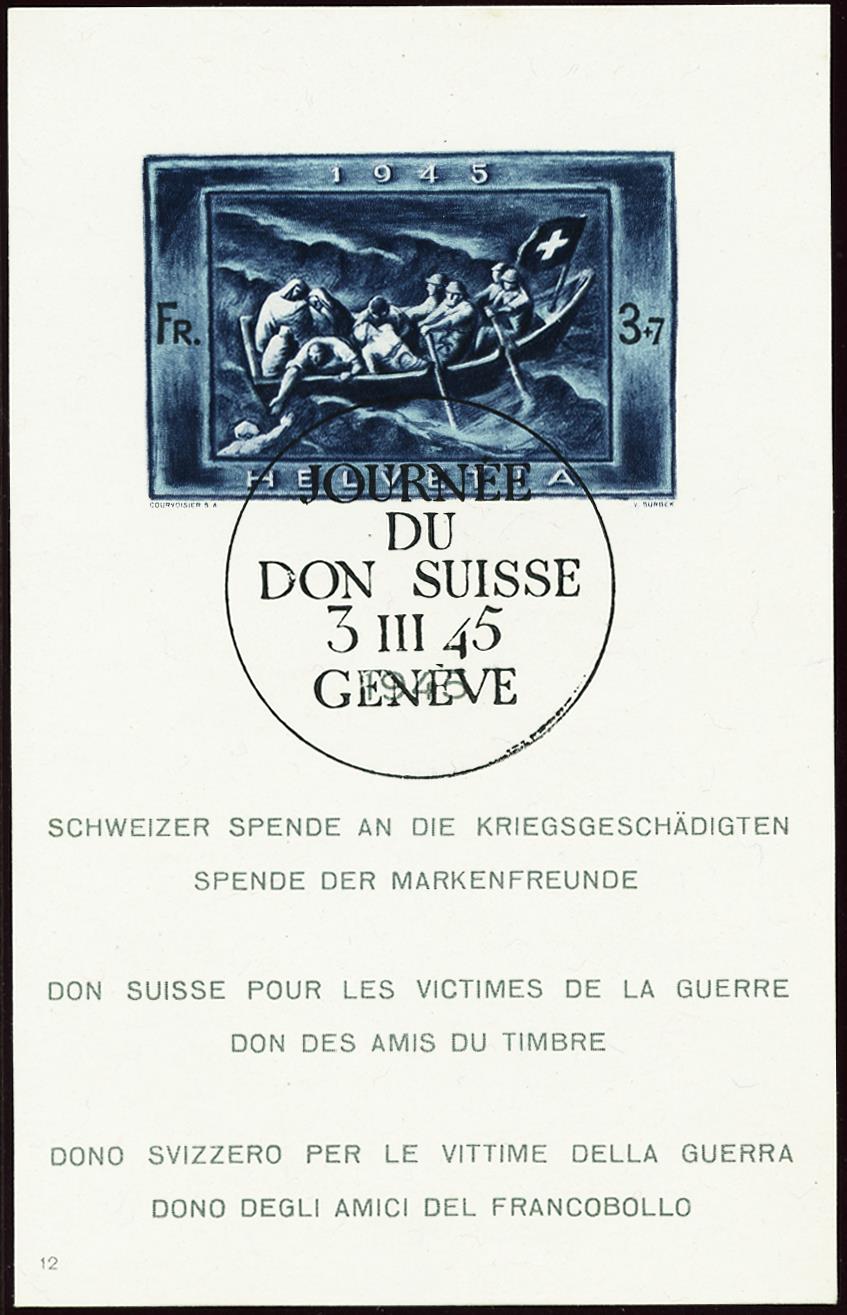 1945
FR. 3+7
HELVETIA
COURVOISIER S.A. V. SURBEK
JOURNÉE
DU
DON SUISSE
3 III 45
GENÈVE
1945
SCHWEIZER SPENDE AN DIE KRIEGSGESCHÄDIGTEN
SPENDE DER MARKENFREUNDE
DON SUISSE POUR LES VICTIMES DE LA GUERRE
DON DES AMIS DU TIMBRE
DONO SVIZZERO PER LE VITTIME DELLA GUERRA
DONO DEGLI AMICI DEL FRANCOBOLLO
12